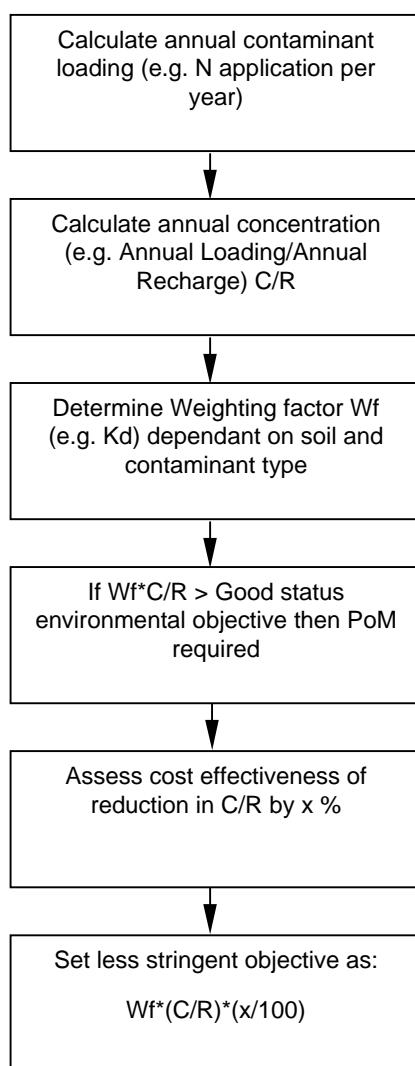 Calculate annual contaminant
loading (e.g. N application per
year)
Calculate annual concentration
(e.g. Annual Loading/Annual
Recharge) C/R
Determine Weighting factor Wf
(e.g. Kd) dependant on soil and
contaminant type
If Wf*C/R > Good status
environmental objective then PoM
required
Assess cost effectiveness of
reduction in C/R by x %
Set less stringent objective as:
Wf*(C/R)*(x/100)